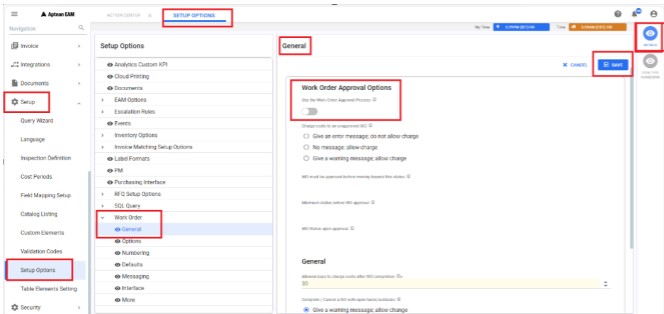 Aptean EAM
ACTION CENTER
SETUP OPTIONS
Navigation
My Time
Time
Invoice
Integrations
Documents
Setup
Query Wizard
Language
Inspection Definition
Cost Periods
Field Mapping Setup
Catalog Listing
Custom Elements
Validation Codes
Setup Options
Table Elements Setting
Security
Setup Options
Analytics Custom KPI
Cloud Printing
Documents
EAM Options
Escalation Rules
Events
Inventory Options
Invoice Matching Setup Options
Label Formats
PM
Purchasing Interface
RFQ Setup Options
SQL Query
Work Order
General
Options
Numbering
Defaults
Messaging
Interface
More
General
CANCEL
SAVE
Work Order Approval Options
Use the Work Order Approval Process
Charge costs to an unapproved WO
Give an error message; do not allow charge
No message; allow charge
Give a warning message; allow charge
WO must be approved before moving beyond this status
Minimum status before WO approval
WO Status upon approval
General
Allowed days to charge costs after WO completion
Complete / Cancel a WO with open items/subtasks
Give a warning message; allow charge